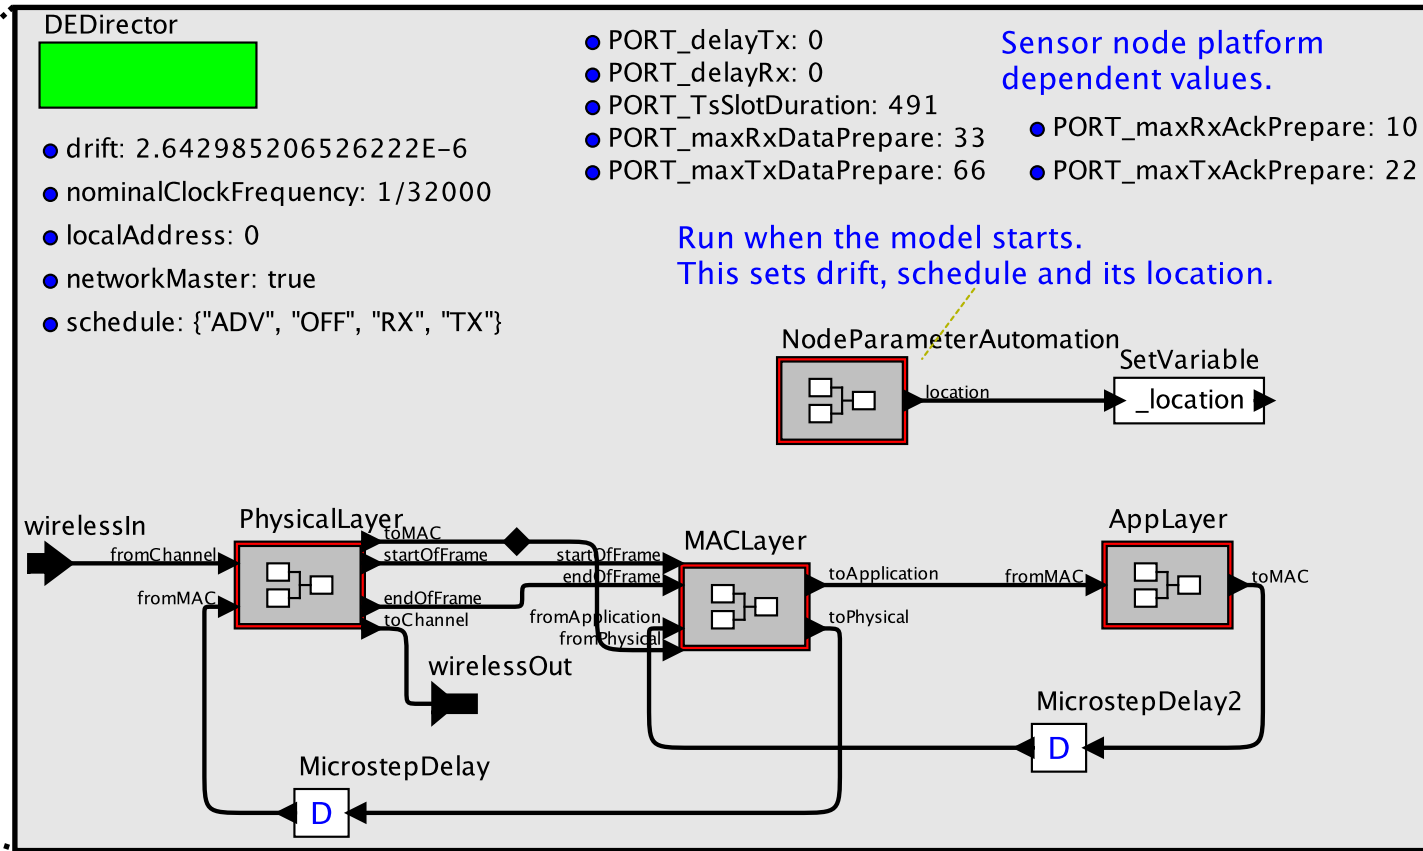 DEDirector
drift: 2.642985206526222E-6
nominalClockFrequency: 1/32000
localAddress: 0
networkMaster: true
schedule: {"ADV", "OFF", "RX", "TX"}
PORT_delayTx: 0
PORT_delayRx: 0
PORT_TsSlotDuration: 491
PORT_maxRxDataPrepare: 33
PORT_maxTxDataPrepare: 66
Sensor node platform
dependent values.
PORT_maxRxAckPrepare: 10
PORT_maxTxAckPrepare: 22
Run when the model starts.
This sets drift, schedule and its location.
NodeParameterAutomation
location
SetVariable
_location
wirelessIn
PhysicalLayer
fromChannel
fromMAC
toMAC
startOfFrame
endOfFrame
toChannel
wirelessOut
MACLayer
startOfFrame
endOfFrame
fromApplication
fromPhysical
toApplication
toPhysical
AppLayer
fromMAC
toMAC
MicrostepDelay2
D
MicrostepDelay
D